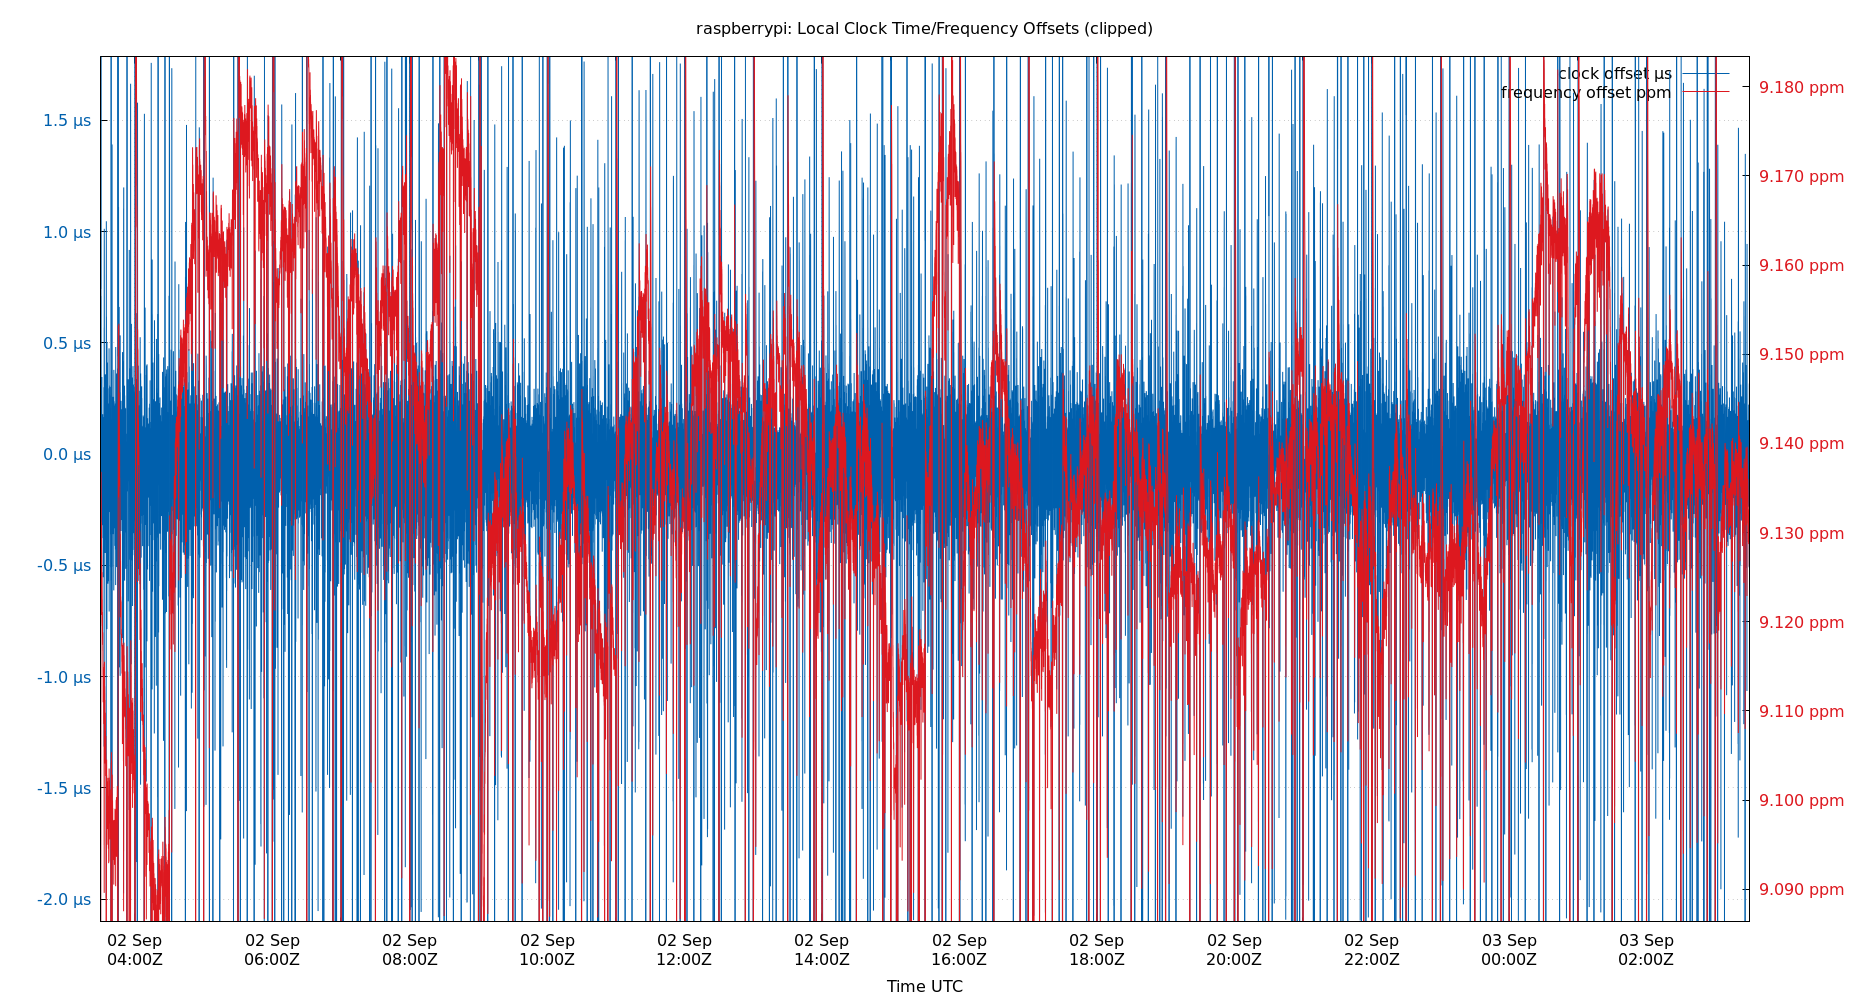 raspberrypi: Local Clock Time/Frequency Offsets (clipped)
clock offset µs
frequency offset ppm
1.5 µs
1.0 µs
0.5 µs
0.0 µs
-0.5 µs
-1.0 µs
-1.5 µs
-2.0 µs
9.180 ppm
9.170 ppm
9.160 ppm
9.150 ppm
9.140 ppm
9.130 ppm
9.120 ppm
9.110 ppm
9.100 ppm
9.090 ppm
02 Sep 02 Sep 02 Sep 02 Sep 02 Sep 02 Sep 02 Sep 02 Sep 02 Sep 02 Sep 03 Sep 03 Sep
04:00Z 06:00Z 08:00Z 10:00Z 12:00Z 14:00Z 16:00Z 18:00Z 20:00Z 22:00Z 00:00Z 02:00Z
Time UTC